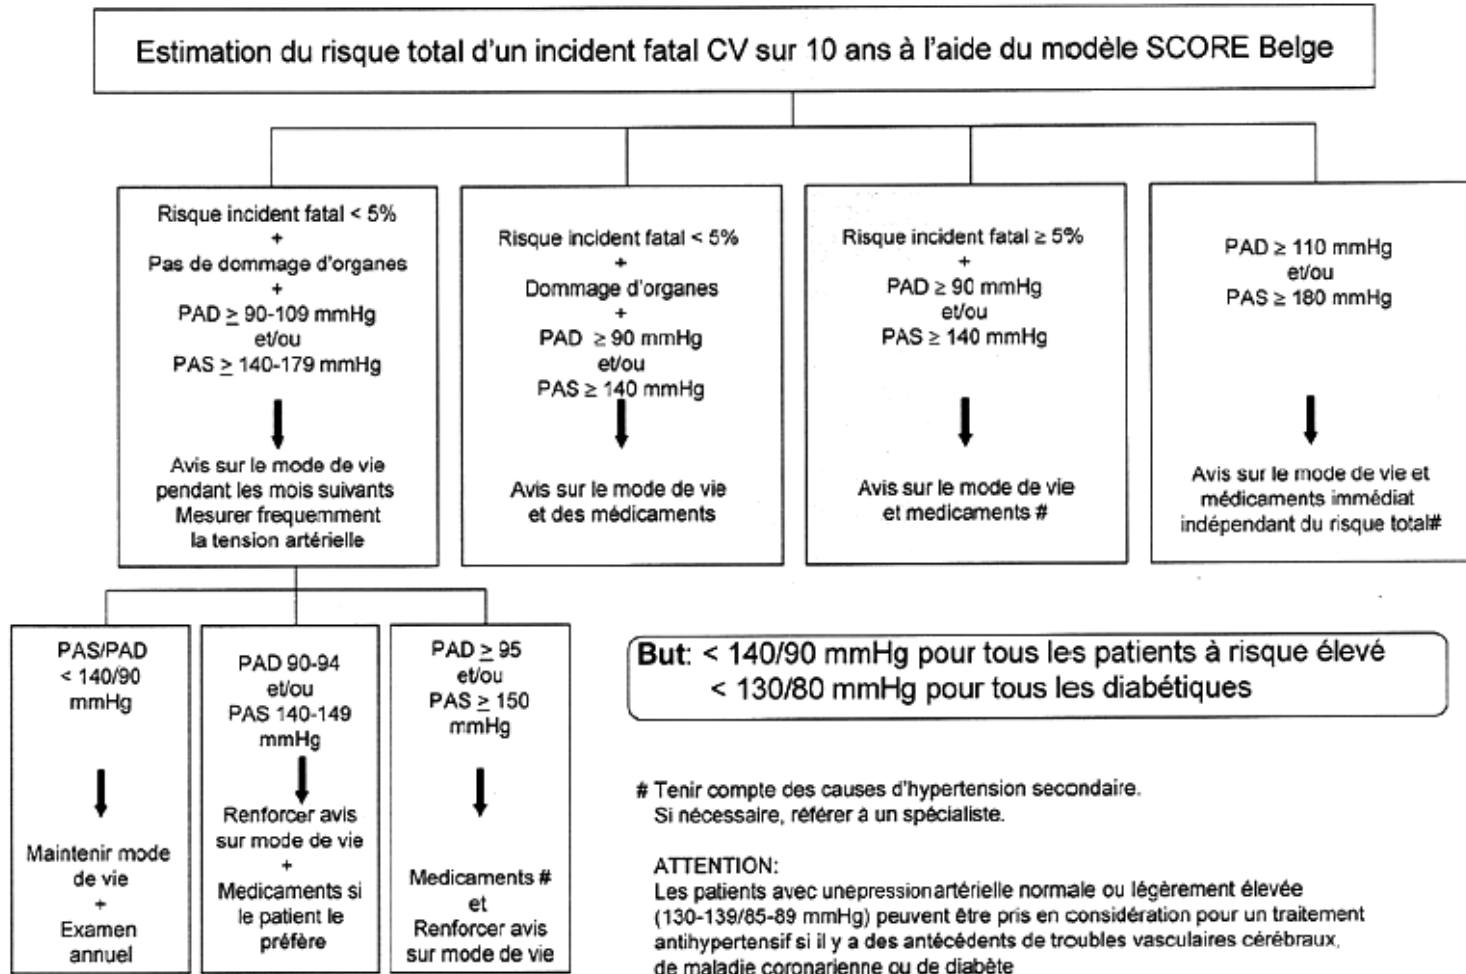 Estimation du risque total d'un incident fatal CV sur 10 ans à l'aide du modèle SCORE Belge
Risque incident fatal < 5%
+
Pas de dommage d'organes
+
PAD ≥ 90-109 mmHg
et/ou
PAS ≥ 140-179 mmHg
Avis sur le mode de vie
pendant les mois suivants
Mesurer frequemment
la tension artérielle
Risque incident fatal < 5%
+
Dommage d'organes
+
PAD ≥ 90 mmHg
et/ou
PAS ≥ 140 mmHg
Avis sur le mode de vie
et des médicaments
Risque incident fatal ≥ 5%
+
PAD ≥ 90 mmHg
et/ou
PAS ≥ 140 mmHg
Avis sur le mode de vie
et medicaments #
PAD ≥ 110 mmHg
et/ou
PAS ≥ 180 mmHg
Avis sur le mode de vie et
médicaments immédiat
indépendant du risque total#
PAS/PAD
< 140/90
mmHg
Maintenir mode
de vie
+
Examen
annuel
PAD 90-94
et/ou
PAS 140-149
mmHg
Renforcer avis
sur mode de vie
+
Medicaments si
le patient le
préfère
PAD ≥ 95
et/ou
PAS ≥ 150
mmHg
Medicaments #
et
Renforcer avis
sur mode de vie
But: < 140/90 mmHg pour tous les patients à risque élevé
< 130/80 mmHg pour tous les diabétiques
# Tenir compte des causes d'hypertension secondaire.
Si nécessaire, référer à un spécialiste.
ATTENTION:
Les patients avec unepressionartérielle normale ou légèrement élevée
(130-139/85-89 mmHg) peuvent être pris en considération pour un traitement
antihypertensif si il y a des antécédents de troubles vasculaires cérébraux,
de maladie coronarienne ou de diabète